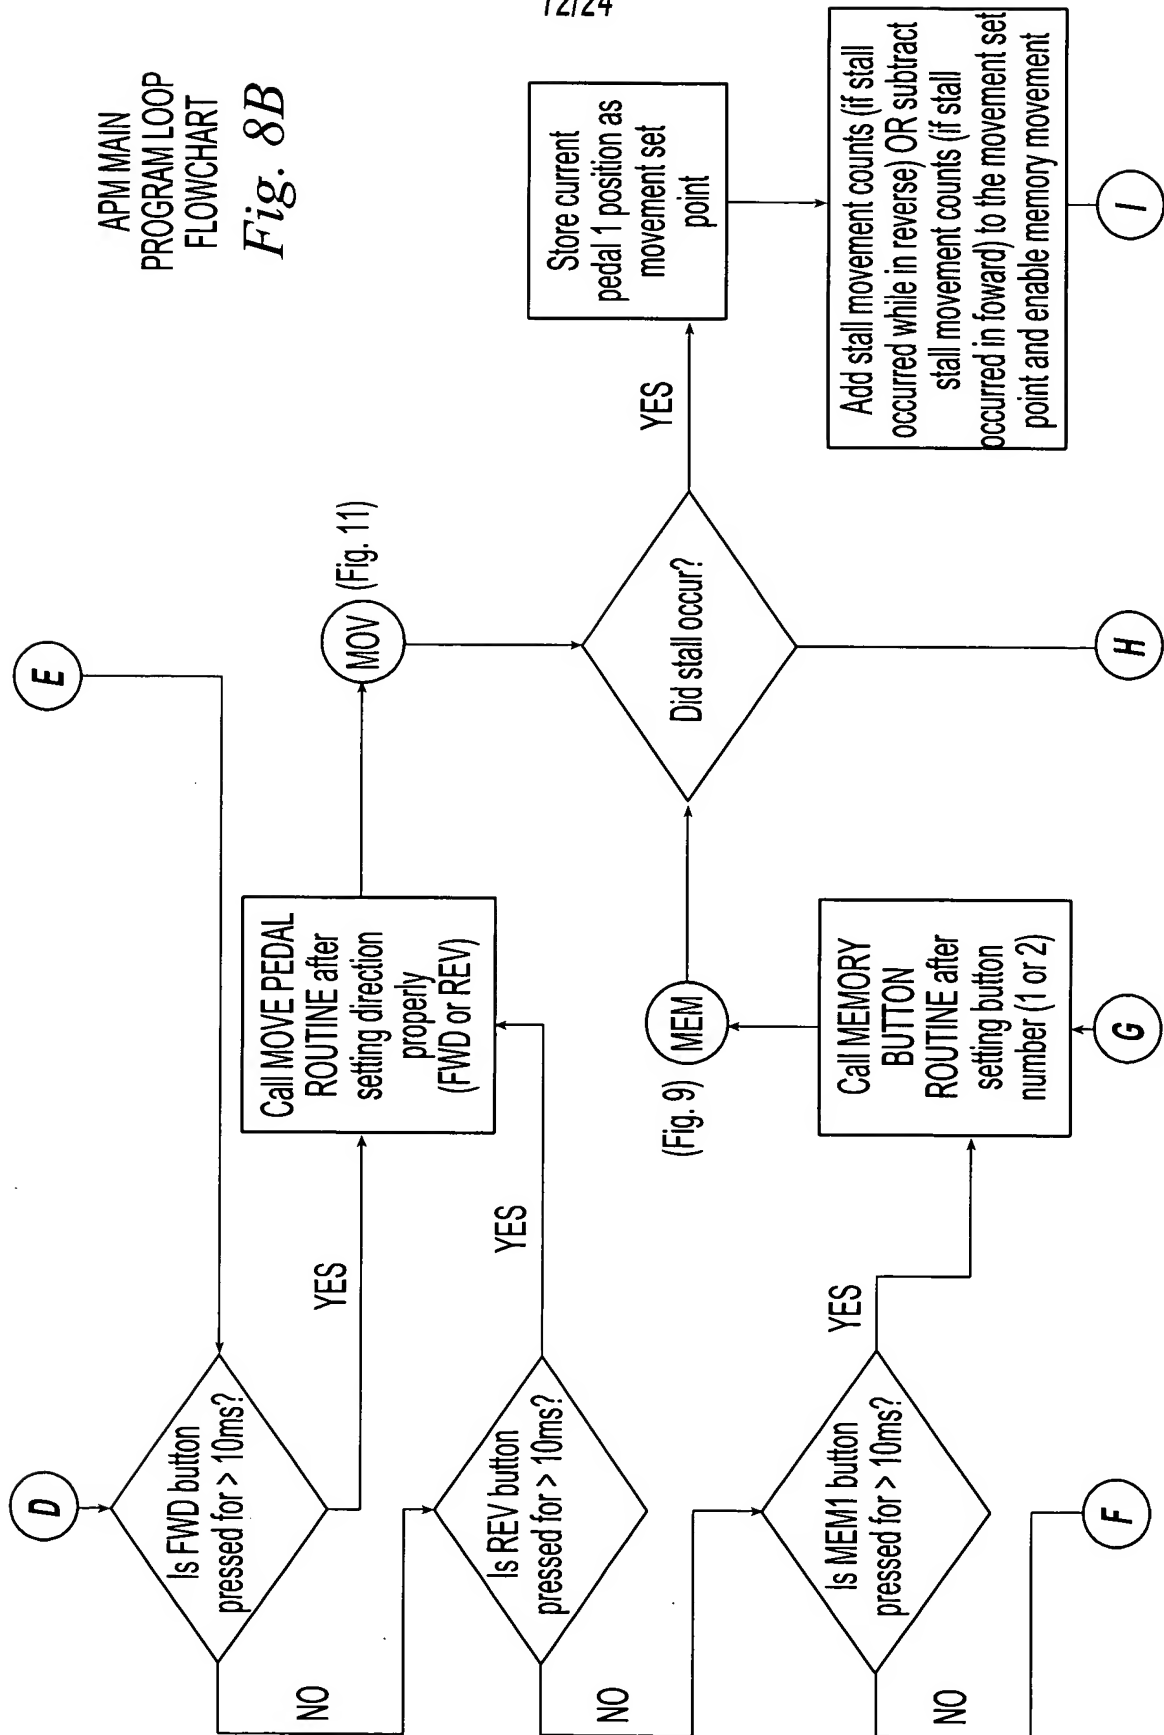 12/24
APM MAIN
PROGRAM LOOP
FLOWCHART
Fig. 8B
D
E
Is FWD button
pressed for > 10ms?
YES
NO
Call MOVE PEDAL
ROUTINE after
setting direction
properly
(FWD or REV)
MOV
(Fig. 11)
Is REV button
pressed for > 10ms?
YES
NO
Is MEM1 button
pressed for > 10ms?
YES
F
(Fig. 9)
MEM
Call MEMORY
BUTTON
ROUTINE after
setting button
number (1 or 2)
G
Did stall occur?
YES
H
Store current
pedal 1 position as
movement set
point
Add stall movement counts (if stall
occurred while in reverse) OR subtract
stall movement counts (if stall
occurred in foward) to the movement set
point and enable memory movement
I